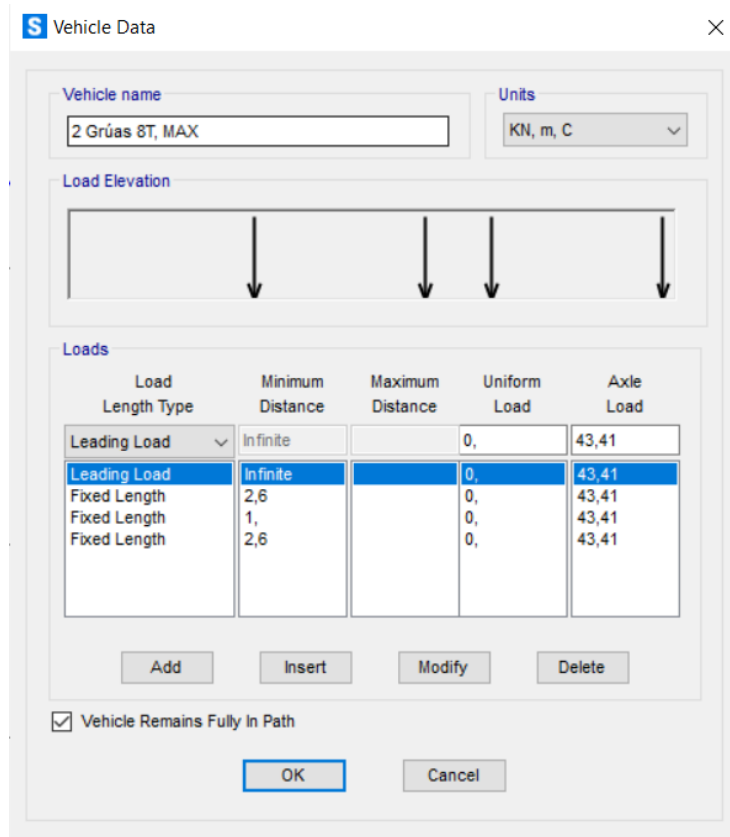 S Vehicle Data
Vehicle name
Units
2 Grúas 8T, MAX
KN, m, C
Load Elevation
Loads
Load Minimum Maximum Uniform Axle
Length Type Distance Distance Load Load
Leading Load Infinite 0, 43,41
Leading Load Infinite 0, 43,41
Fixed Length 2,6 0, 43,41
Fixed Length 1, 0, 43,41
Fixed Length 2,6 0, 43,41
Add Insert Modify Delete
Vehicle Remains Fully In Path
OK Cancel